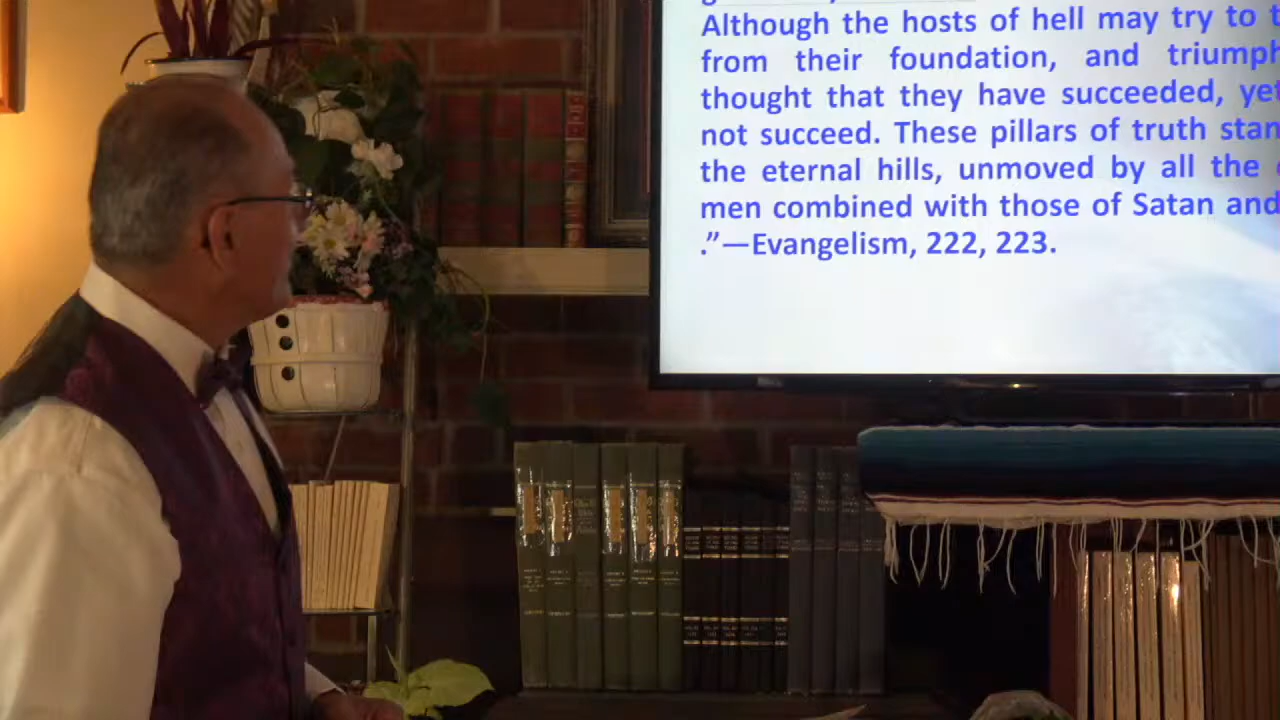 Although the hosts of hell may try to
from their foundation, and triumph
thought that they have succeeded, yet
not succeed. These pillars of truth stan
the eternal hills, unmoved by all the
men combined with those of Satan and
.”—Evangelism, 222, 223.